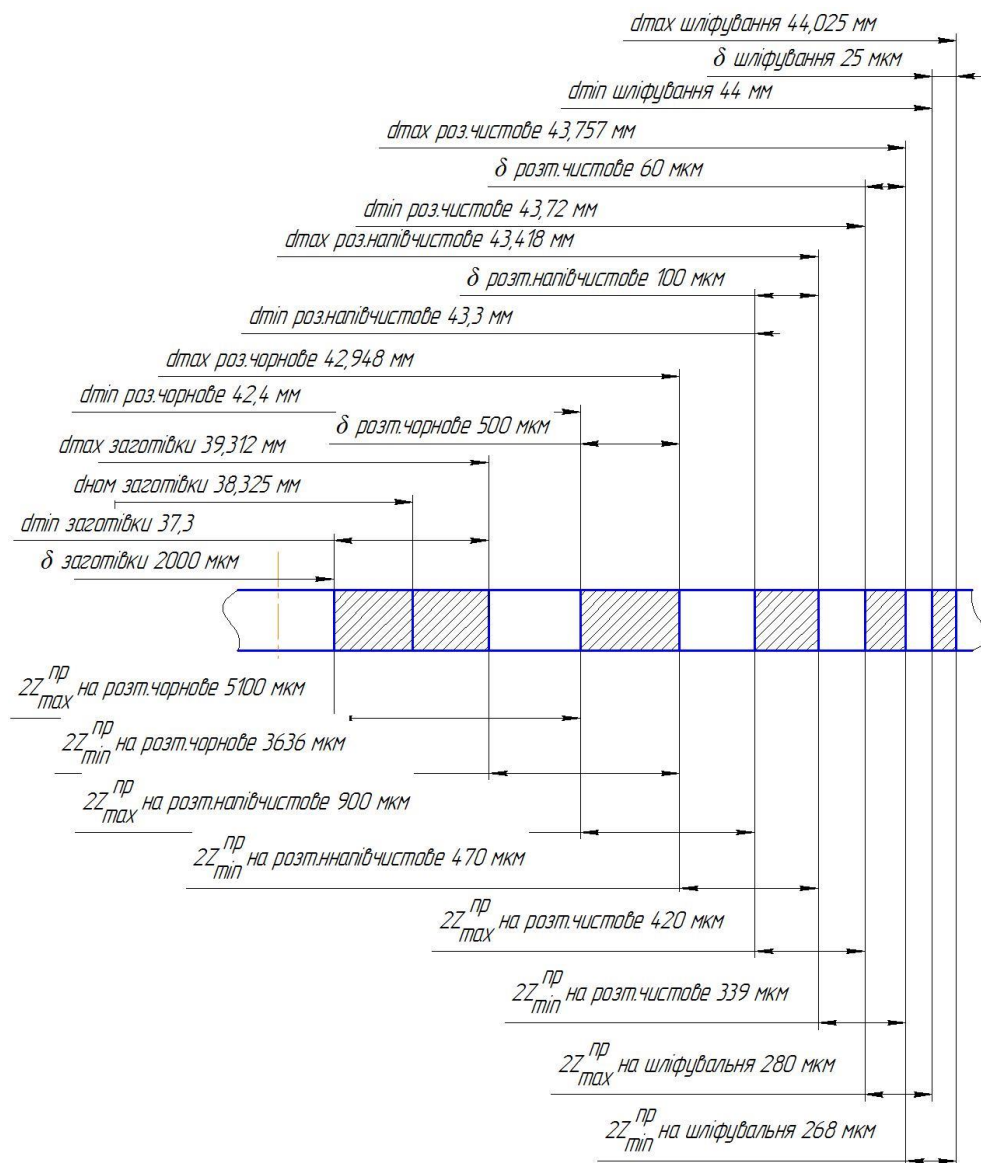 dmax шліфування 44,025 мм
δ шліфування 25 мкм
dmin шліфування 44 мм
dmax роз.чистове 43,757 мм
δ розт.чистове 60 мкм
dmin роз.чистове 43,72 мм
dmax роз.напівчистове 43,418 мм
δ розт.напівчистове 100 мкм
dmin роз.напівчистове 43,3 мм
dmax роз.чорнове 42,948 мм
dmin роз.чорнове 42,4 мм
δ розт.чорнове 500 мкм
dmax заготівки 39,312 мм
dном заготівки 38,325 мм
dmin заготівки 37,3
δ заготівки 2000 мкм
2Z max пр на розт.чорнове 5100 мкм
2Z min пр на розт.чорнове 3636 мкм
2Z max пр на розт.напівчистове 900 мкм
2Z min пр на розт.ннапівчистове 470 мкм
2Z max пр на розт.чистове 420 мкм
2Z min пр на розт.чистове 339 мкм
2Z max пр на шліфувальня 280 мкм
2Z min пр на шліфувальня 268 мкм